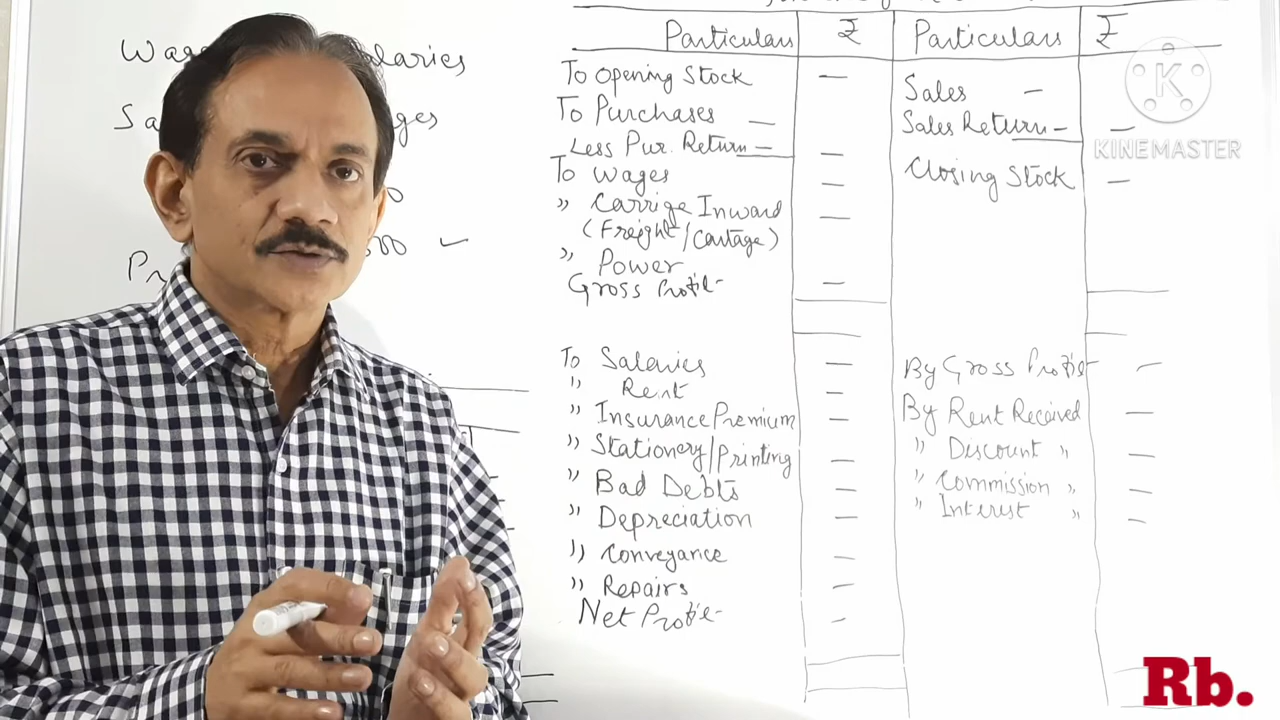 Particulars ₹ Particulars ₹
To Opening Stock —
To Purchases —
Less Pur. Return —
To Wages —
" Carrige Inward —
(Freight/Cartage)
" Power
Gross Profit —
Sales —
Sales Return — —
Closing Stock —
To Salaries —
" Rent —
" Insurance Premium —
" Stationery/Printing —
" Bad Debts —
" Depreciation —
" Conveyance —
" Repairs —
Net Profit -
By Gross Profit —
By Rent Received —
" Discount " —
" Commission " —
" Interest " —
KINEMASTER
K
Rb.